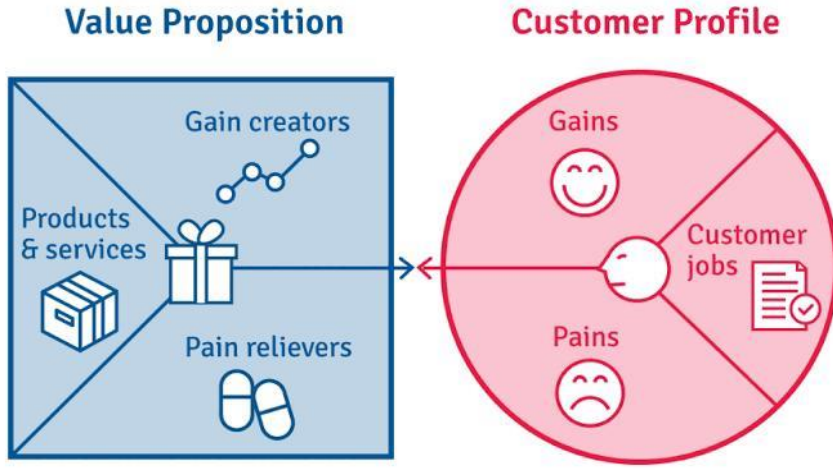 Value Proposition
Customer Profile
Gain creators
Products
& services
Pain relievers
Gains
Customer
jobs
Pains